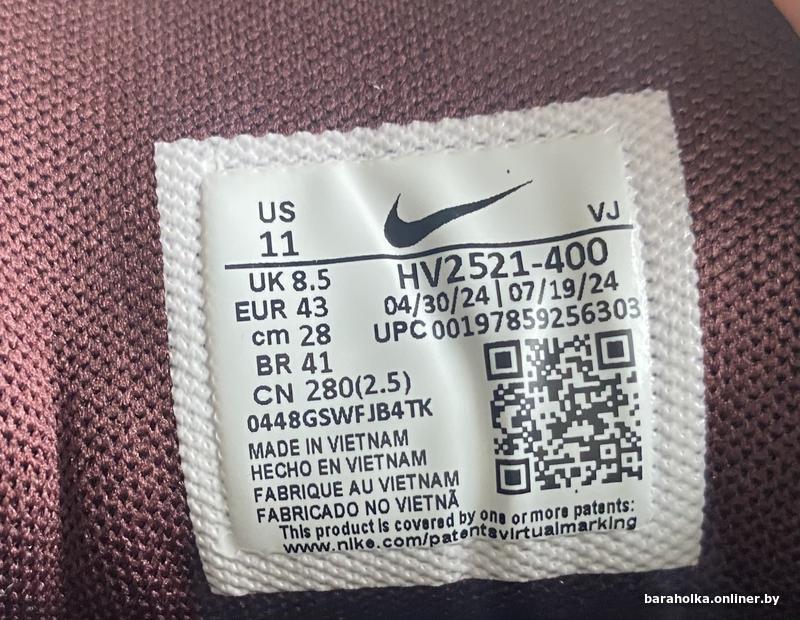 US
11
VJ
UK 8.5
EUR 43
cm 28
BR 41
CN 280(2.5)
0448GSWFJB4TK
HV2521-400
04/30/24 | 07/19/24
UPC 00197859256303
MADE IN VIETNAM
HECHO EN VIETNAM
FABRIQUE AU VIETNAM
FABRICADO NO VIETNÃ
This product is covered by one or more patents:
www.nike.com/patentsvirtualmarking
baraholka.onliner.by